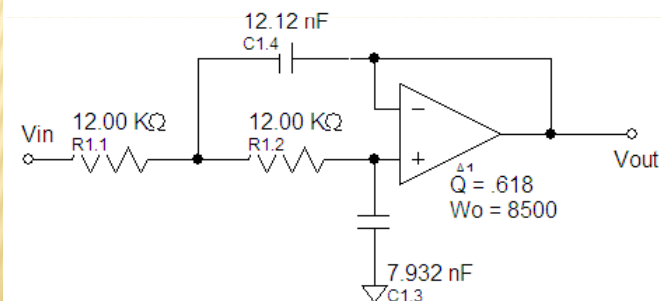 12.12 nF
C1.4
Vin
12.00 KΩ
R1.1
12.00 KΩ
R1.2
−
+
A1
Q = .618
Wo = 8500
Vout
7.932 nF
C1.3